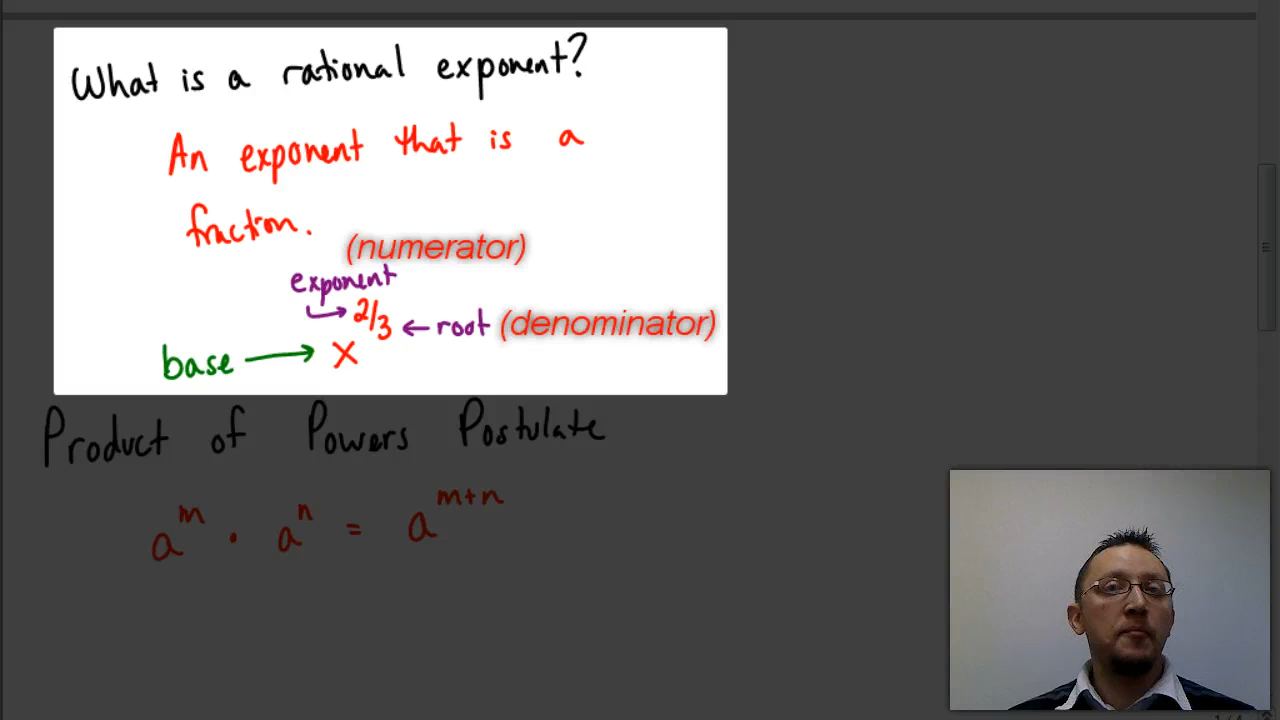 What is a rational exponent?
An exponent that is a
fraction.
(numerator)
exponent
2/3 ← root (denominator)
base → x
Product of Powers Postulate
a^m · a^n = a^{m+n}